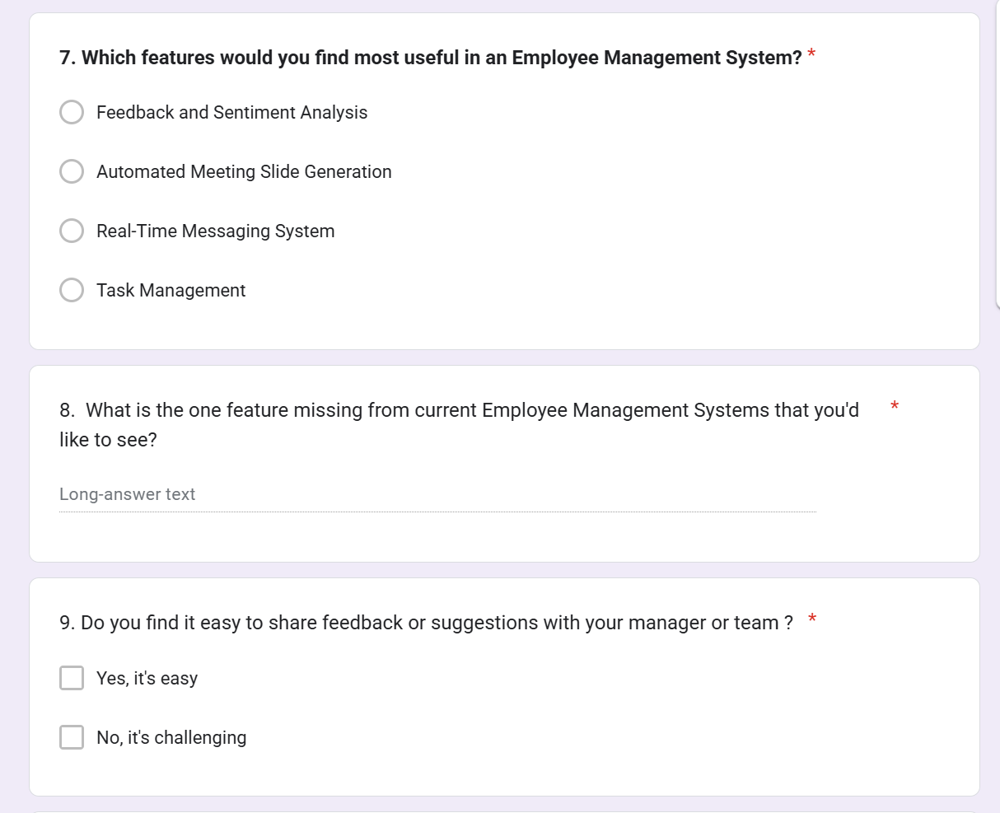 7. Which features would you find most useful in an Employee Management System? *
Feedback and Sentiment Analysis
Automated Meeting Slide Generation
Real-Time Messaging System
Task Management
8.  What is the one feature missing from current Employee Management Systems that you'd *
like to see?
Long-answer text
9. Do you find it easy to share feedback or suggestions with your manager or team ? *
Yes, it's easy
No, it's challenging